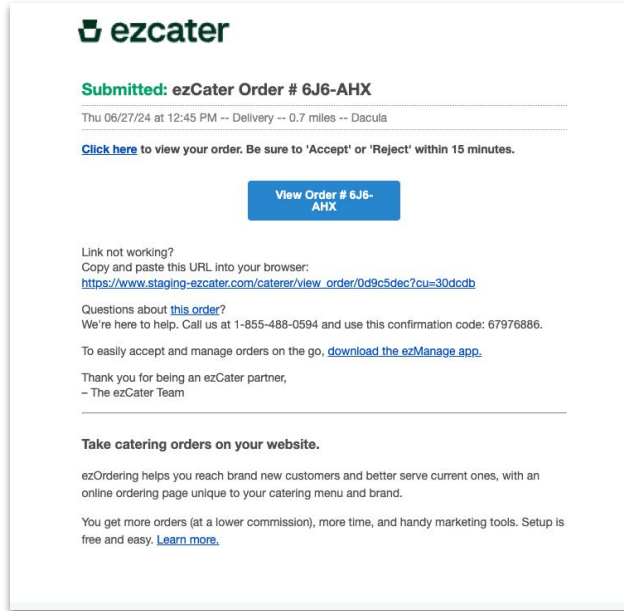 ezcater
Submitted: ezCater Order # 6J6-AHX
Thu 06/27/24 at 12:45 PM -- Delivery -- 0.7 miles -- Dacula
Click here to view your order. Be sure to 'Accept' or 'Reject' within 15 minutes.
View Order # 6J6-
AHX
Link not working?
Copy and paste this URL into your browser:
https://www.staging-ezcater.com/caterer/view_order/0d9c5dec?cu=30dcdb
Questions about this order?
We're here to help. Call us at 1-855-488-0594 and use this confirmation code: 67976886.
To easily accept and manage orders on the go, download the ezManage app.
Thank you for being an ezCater partner,
– The ezCater Team
Take catering orders on your website.
ezOrdering helps you reach brand new customers and better serve current ones, with an
online ordering page unique to your catering menu and brand.
You get more orders (at a lower commission), more time, and handy marketing tools. Setup is
free and easy. Learn more.